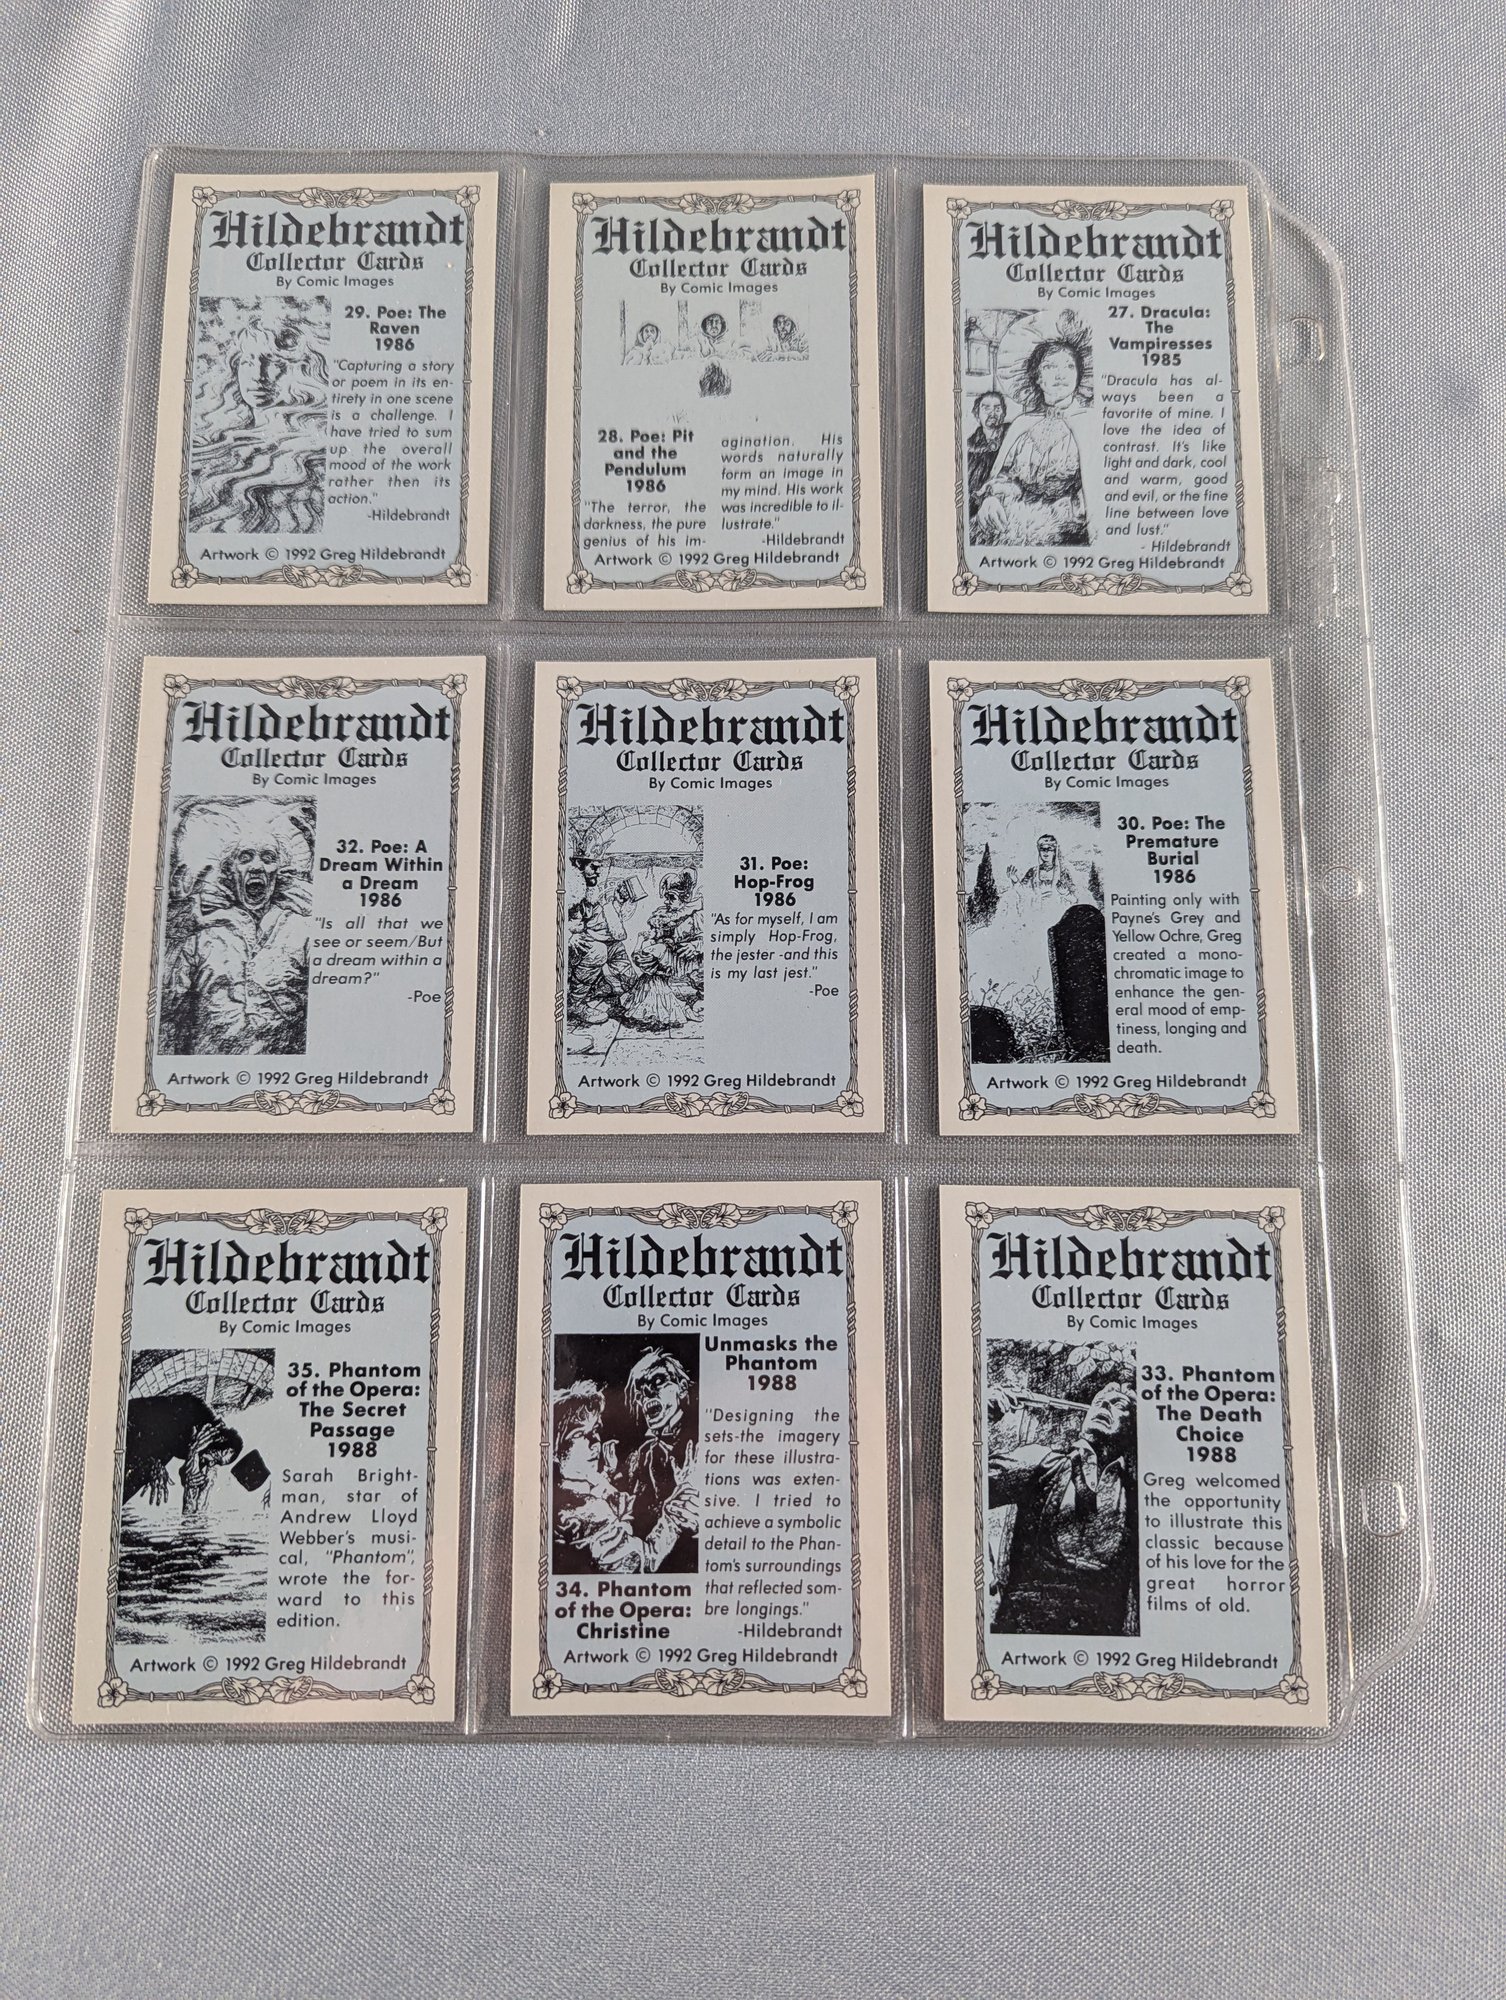 Hildebrandt
Collector Cards
By Comic Images
29. Poe: The
Raven
1986
"Capturing a story
or poem in its en-
tirety in one scene
is a challenge. I
have tried to sum
up the overall
mood of the work
rather then its
action."
-Hildebrandt
Artwork © 1992 Greg Hildebrandt
Hildebrandt
Collector Cards
By Comic Images
28. Poe: Pit
and the
Pendulum
1986
"The terror, the
darkness, the pure
genius of his im-
agination. His
words naturally
form an image in
my mind. His work
was incredible to il-
lustrate."
-Hildebrandt
Artwork © 1992 Greg Hildebrandt
Hildebrandt
Collector Cards
By Comic Images
27. Dracula:
The
Vampiresses
1985
"Dracula has al-
ways been a
favorite of mine. I
love the idea of
contrast. It's like
light and dark, cool
and warm, good
and evil, or the fine
line between love
and lust."
- Hildebrandt
Artwork © 1992 Greg Hildebrandt
Hildebrandt
Collector Cards
By Comic Images
32. Poe: A
Dream Within
a Dream
1986
"Is all that we
see or seem/But
a dream within a
dream?"
-Poe
Artwork © 1992 Greg Hildebrandt
Hildebrandt
Collector Cards
By Comic Images
31. Poe:
Hop-Frog
1986
"As for myself, I am
simply Hop-Frog,
the jester -and this
is my last jest."
-Poe
Artwork © 1992 Greg Hildebrandt
Hildebrandt
Collector Cards
By Comic Images
30. Poe: The
Premature
Burial
1986
Painting only with
Payne's Grey and
Yellow Ochre, Greg
created a mono-
chromatic image to
enhance the gen-
eral mood of emp-
tiness, longing and
death.
Artwork © 1992 Greg Hildebrandt
Hildebrandt
Collector Cards
By Comic Images
35. Phantom
of the Opera:
The Secret
Passage
1988
Sarah Bright-
man, star of
Andrew Lloyd
Webber's musi-
cal, "Phantom",
wrote the for-
ward to this
edition.
Artwork © 1992 Greg Hildebrandt
Hildebrandt
Collector Cards
By Comic Images
34. Phantom
of the Opera:
Christine
Unmasks the
Phantom
1988
"Designing the
sets-the imagery
for these illustra-
tions was exten-
sive. I tried to
achieve a symbolic
detail to the Phan-
tom's surroundings
that reflected som-
bre longings."
-Hildebrandt
Artwork © 1992 Greg Hildebrandt
Hildebrandt
Collector Cards
By Comic Images
33. Phantom
of the Opera:
The Death
Choice
1988
Greg welcomed
the opportunity
to illustrate this
classic because
of his love for the
great horror
films of old.
Artwork © 1992 Greg Hildebrandt